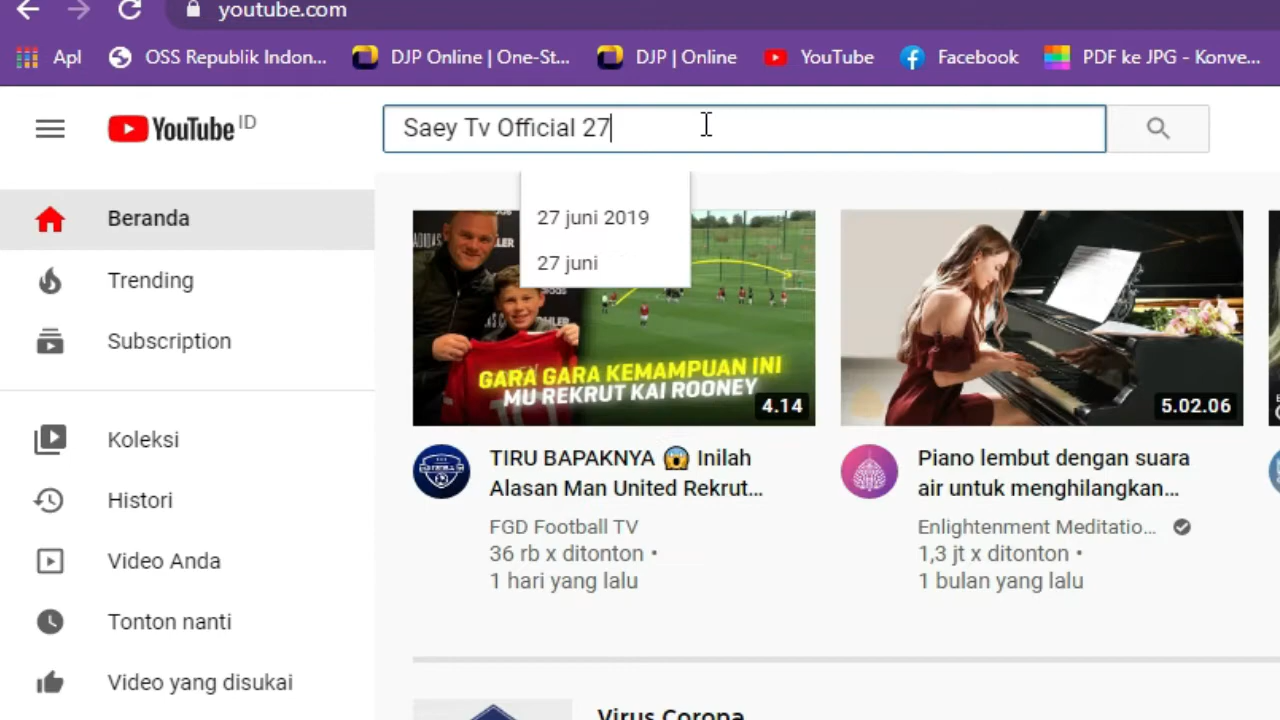 youtube.com
Apl
OSS Republik Indon...
DJP Online | One-St...
DJP | Online
YouTube
Facebook
PDF ke JPG - Konve...
YouTube ID
Saey Tv Official 27
27 juni 2019
27 juni
Beranda
Trending
Subscription
Koleksi
Histori
Video Anda
Tonton nanti
Video yang disukai
GARA GARA KEMAMPUAN INI
MU REKRUT KAI ROONEY
4.14
TIRU BAPAKNYA 😱 Inilah
Alasan Man United Rekrut...
FGD Football TV
36 rb x ditonton •
1 hari yang lalu
5.02.06
Piano lembut dengan suara
air untuk menghilangkan...
Enlightenment Meditatio...
1,3 jt x ditonton •
1 bulan yang lalu
Virus Corona